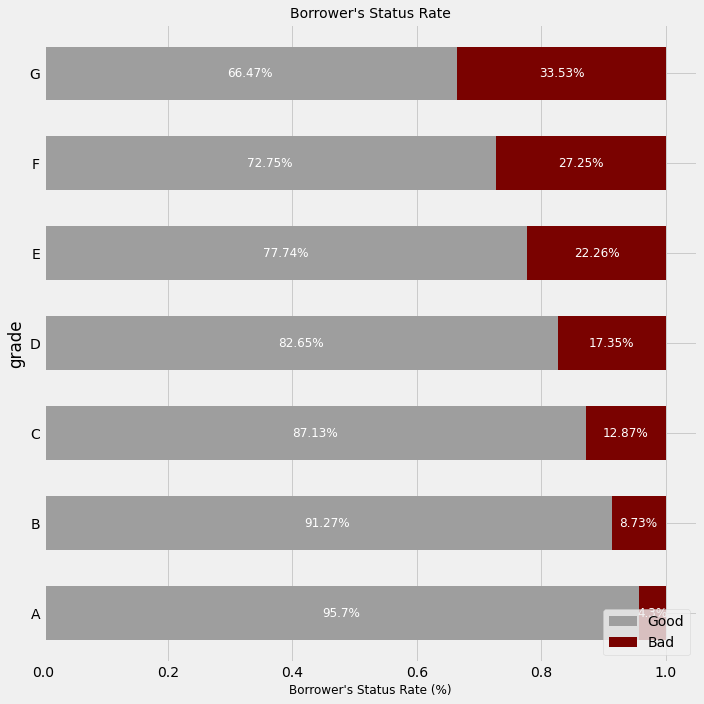 Borrower's Status Rate
G
66.47%
33.53%
F
72.75%
27.25%
E
77.74%
22.26%
D
82.65%
17.35%
grade
C
87.13%
12.87%
B
91.27%
8.73%
A
95.7%
4.3%
Good
Bad
0.0
0.2
0.4
0.6
0.8
1.0
Borrower's Status Rate (%)